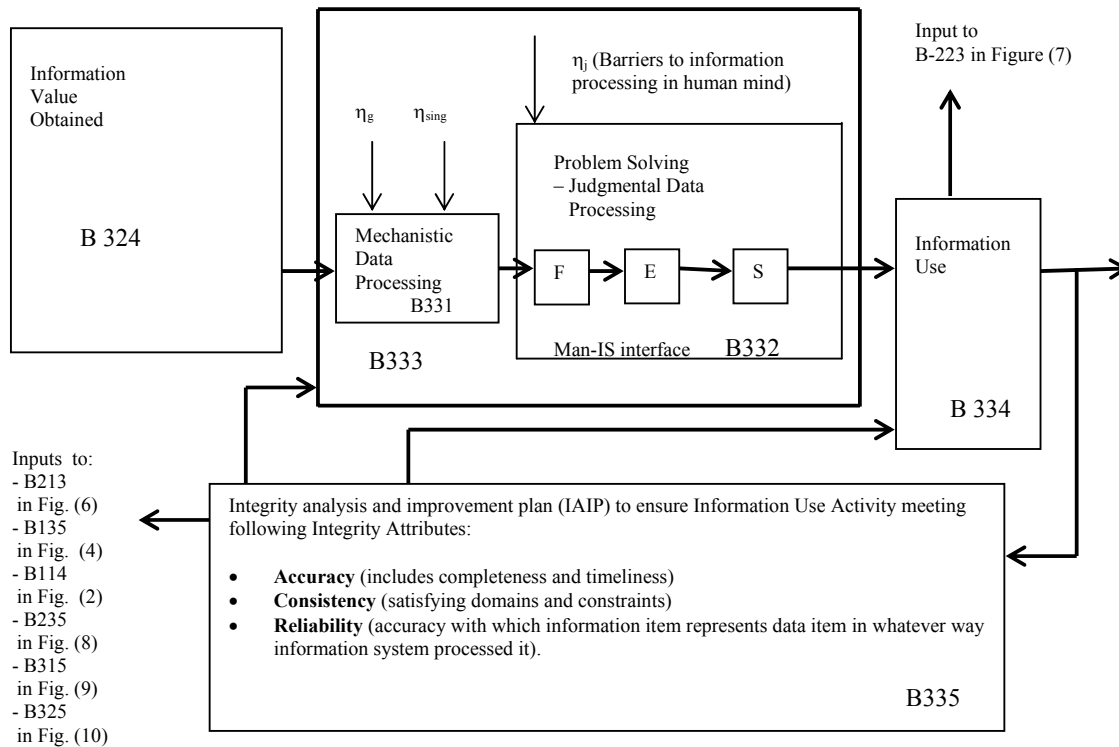 Information
Value
Obtained
B 324
η_g
η_sing
Mechanistic
Data
Processing
B331
B333
η_j (Barriers to information
processing in human mind)
Problem Solving
– Judgmental Data
Processing
F
E
S
Man-IS interface
B332
Input to
B-223 in Figure (7)
Information
Use
B 334
Inputs to:
- B213
in Fig. (6)
- B135
in Fig. (4)
- B114
in Fig. (2)
- B235
in Fig. (8)
- B315
in Fig. (9)
- B325
in Fig. (10)
Integrity analysis and improvement plan (IAIP) to ensure Information Use Activity meeting
following Integrity Attributes:
• Accuracy (includes completeness and timeliness)
• Consistency (satisfying domains and constraints)
• Reliability (accuracy with which information item represents data item in whatever way
information system processed it).
B335